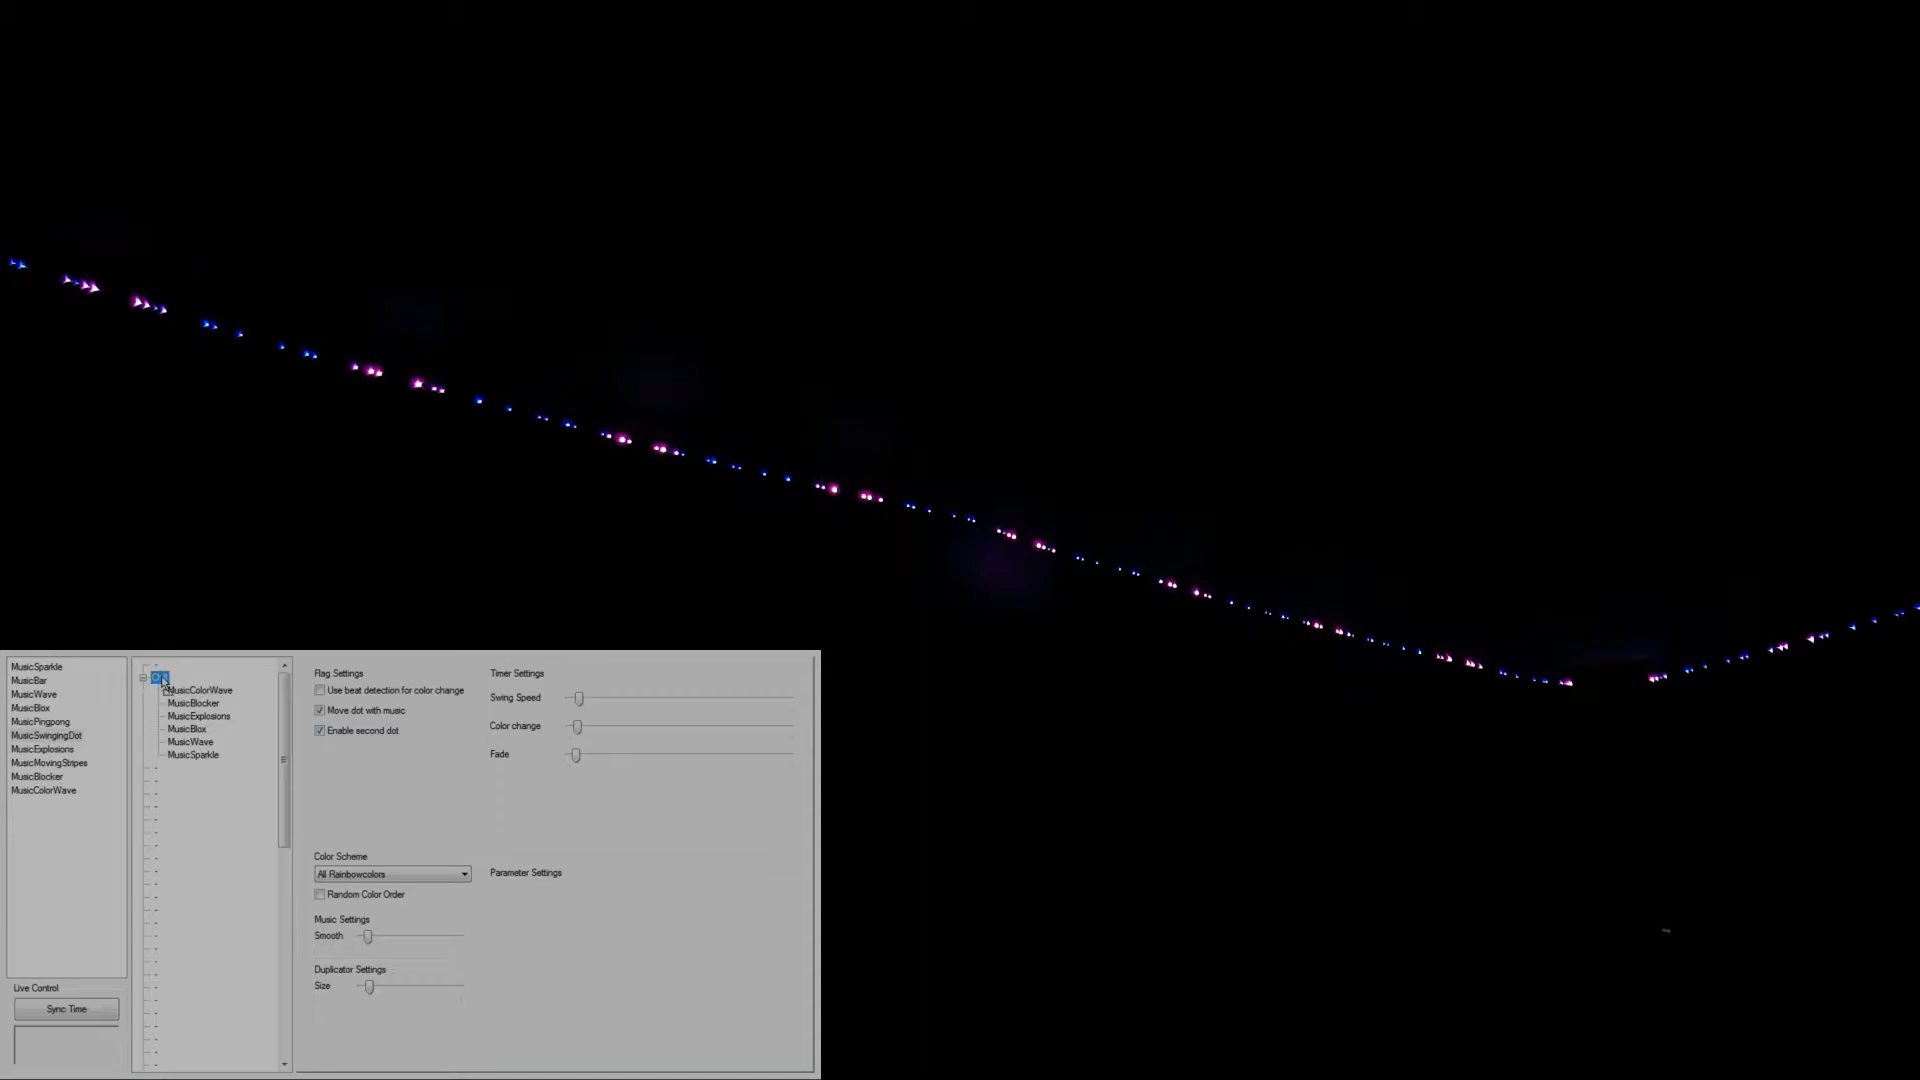 MusicSparkle
MusicBar
MusicWave
MusicBlox
MusicPingpong
MusicSwingingDot
MusicExplosions
MusicMovingStripes
MusicBlocker
MusicColorWave
Live Control
Sync Time
MusicColorWave
MusicBlocker
MusicExplosions
MusicBlox
MusicWave
MusicSparkle
Flag Settings
Use beat detection for color change
Move dot with music
Enable second dot
Timer Settings
Swing Speed
Color change
Fade
Color Scheme
All Rainbowcolors
Random Color Order
Parameter Settings
Music Settings
Smooth
Duplicator Settings
Size